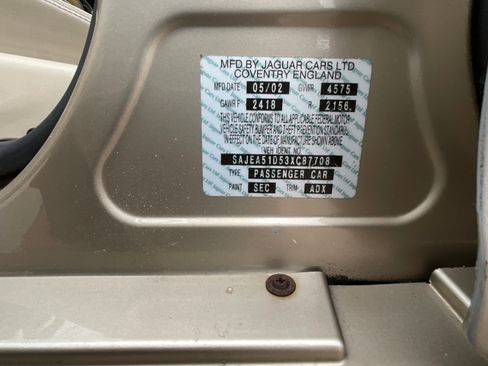 MFD BY JAGUAR CARS LTD
COVENTRY ENGLAND
MFD DATE 05/02 GVWR 4575
GAWR F 2418 R 2156.
THIS VEHICLE CONFORMS TO ALL APPLICABLE FEDERAL MOTOR
VEHICLE SAFETY BUMPER AND THEFT PREVENTION STANDARDS
IN EFFECT ON THE DATE OF MANUFACTURE SHOWN ABOVE
VEH IDENT NO
SAJEA51D53XC87708
TYPE PASSENGER CAR
PAINT SEC TRIM ADX